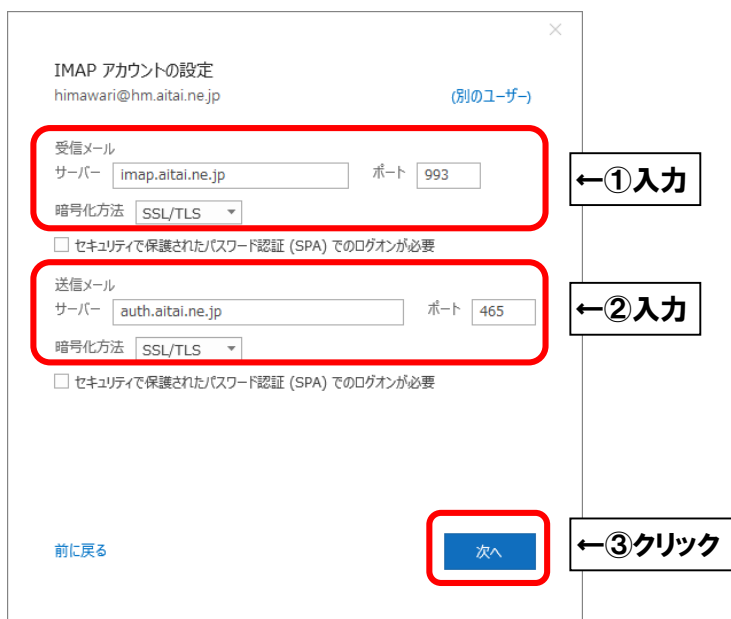 IMAP アカウントの設定
himawari@hm.aitai.ne.jp (別のユーザー)
受信メール
サーバー imap.aitai.ne.jp ポート 993
←①入力
暗号化方法 SSL/TLS
セキュリティで保護されたパスワード認証 (SPA) でのログオンが必要
送信メール
サーバー auth.aitai.ne.jp ポート 465
←②入力
暗号化方法 SSL/TLS
セキュリティで保護されたパスワード認証 (SPA) でのログオンが必要
前に戻る 次へ
←③クリック